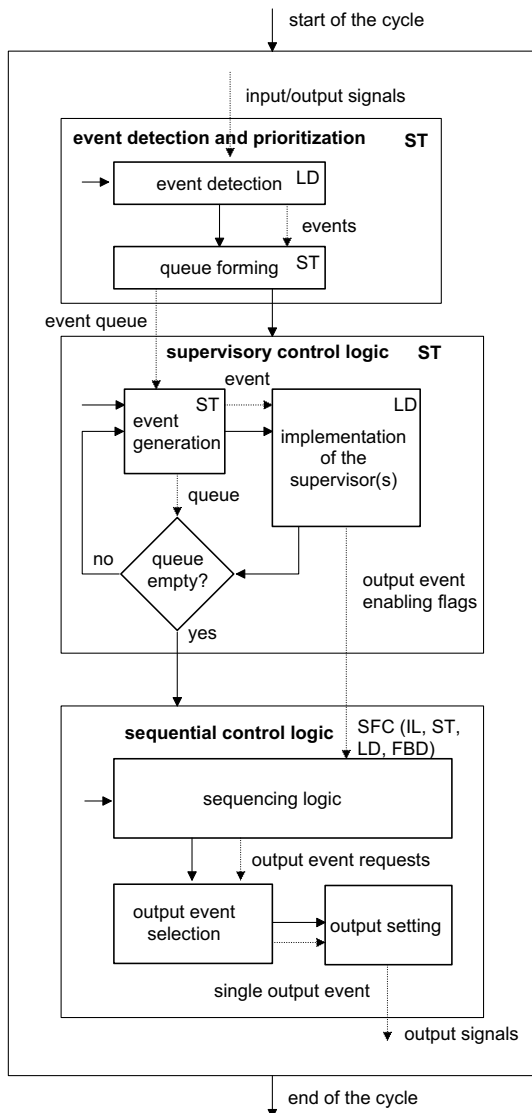 start of the cycle
input/output signals
event detection and prioritization ST
event detection LD
events
queue forming ST
event queue
supervisory control logic ST
event
ST
event
generation
LD
implementation
of the
supervisor(s)
queue
no
queue
empty?
output event
enabling flags
yes
sequential control logic
SFC (IL, ST,
LD, FBD)
sequencing logic
output event requests
output event
selection
output setting
single output event
output signals
end of the cycle